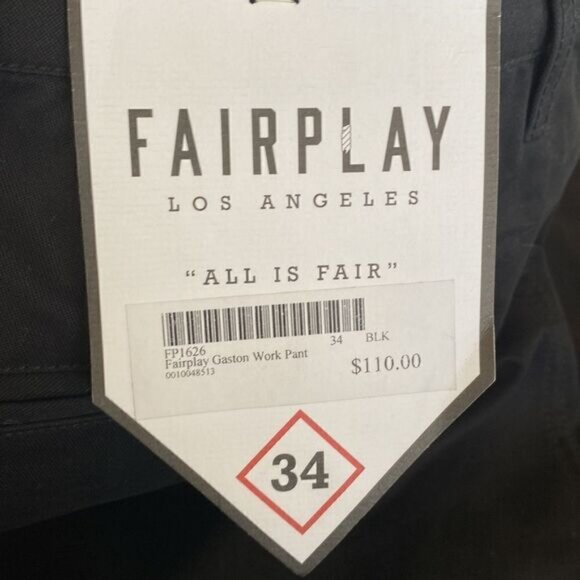 FAIRPLAY
LOS ANGELES
"ALL IS FAIR"
FP1626 34 BLK
Fairplay Gaston Work Pant
0010048513 $110.00
34